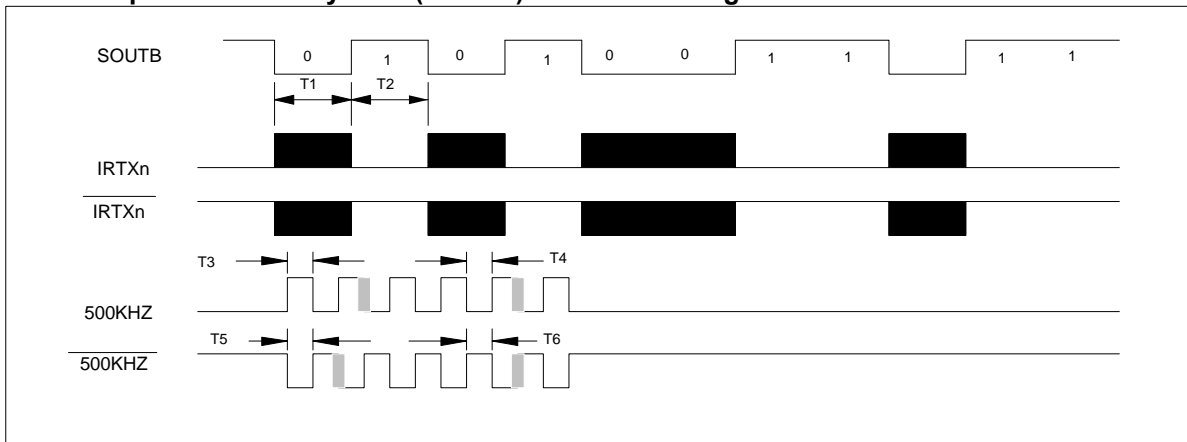 SOUTB
0 1 0 1 0 0 1 1 1 1
T1 T2
IRTXn
IRTXn
T3 T4
500KHZ
T5 T6
500KHZ